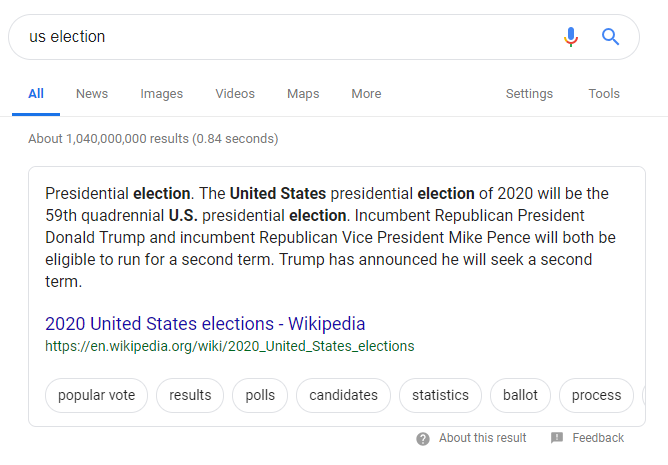 us election
All News Images Videos Maps More Settings Tools
About 1,040,000,000 results (0.84 seconds)
Presidential election. The United States presidential election of 2020 will be the
59th quadrennial U.S. presidential election. Incumbent Republican President
Donald Trump and incumbent Republican Vice President Mike Pence will both be
eligible to run for a second term. Trump has announced he will seek a second
term.
2020 United States elections - Wikipedia
https://en.wikipedia.org/wiki/2020_United_States_elections
popular vote results polls candidates statistics ballot process
About this result Feedback